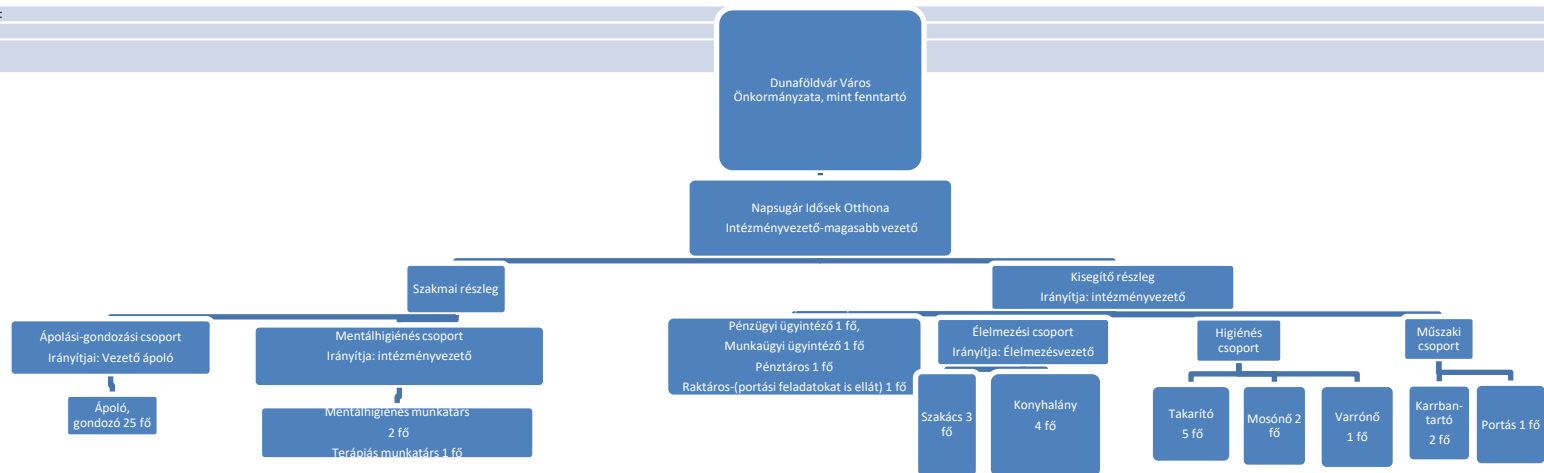 :
Dunaföldvár Város
Önkormányzata, mint fenntartó
Napsugár Idősek Otthona
Intézményvezető-magasabb vezető
Szakmai részleg
Kisegítő részleg
Irányítja: intézményvezető
Ápolási-gondozási csoport
Irányítjai: Vezető ápoló
Mentálhigiénés csoport
Irányítja: intézményvezető
Pénzügyi ügyintéző 1 fő,
Munkaügyi ügyintéző 1 fő
Pénztáros 1 fő
Raktáros-(portási feladatokat is ellát) 1 fő
Élelmezési csoport
Irányítja: Élelmezésvezető
Higiénés
csoport
Műszaki
csoport
Ápoló,
gondozó 25 fő
Mentálhigiénés munkatárs
2 fő
Terápiás munkatárs 1 fő
Szakács 3
fő
Konyhalány
4 fő
Takarító
5 fő
Mosónő 2
fő
Varrónő
1 fő
Karrban-
tartó
2 fő
Portás 1 fő